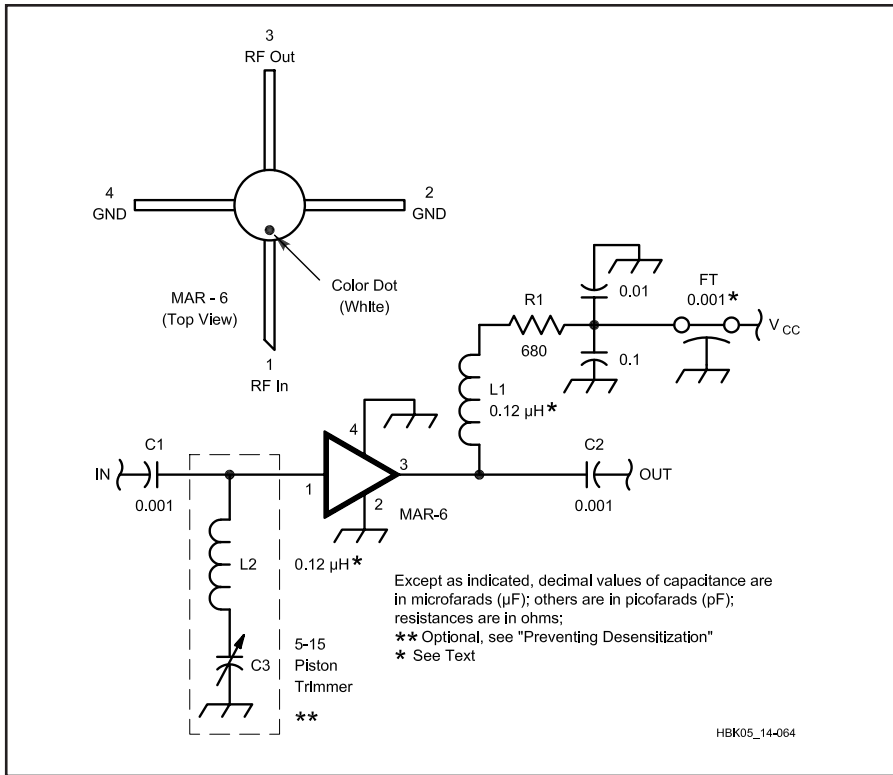 3
RF Out
4
GND
2
GND
Color Dot
(White)
MAR - 6
(Top View)
1
RF In
0.01
FT
0.001 *
R1
680
V CC
0.1
L1
0.12 µH *
C1
IN
0.001
4
1
3
2
MAR-6
C2
OUT
0.001
L2
0.12 µH *
C3
5-15
Piston
Trimmer
**
Except as indicated, decimal values of capacitance are
in microfarads (µF); others are in picofarads (pF);
resistances are in ohms;
** Optional, see "Preventing Desensitization"
* See Text
HBK05_14-064